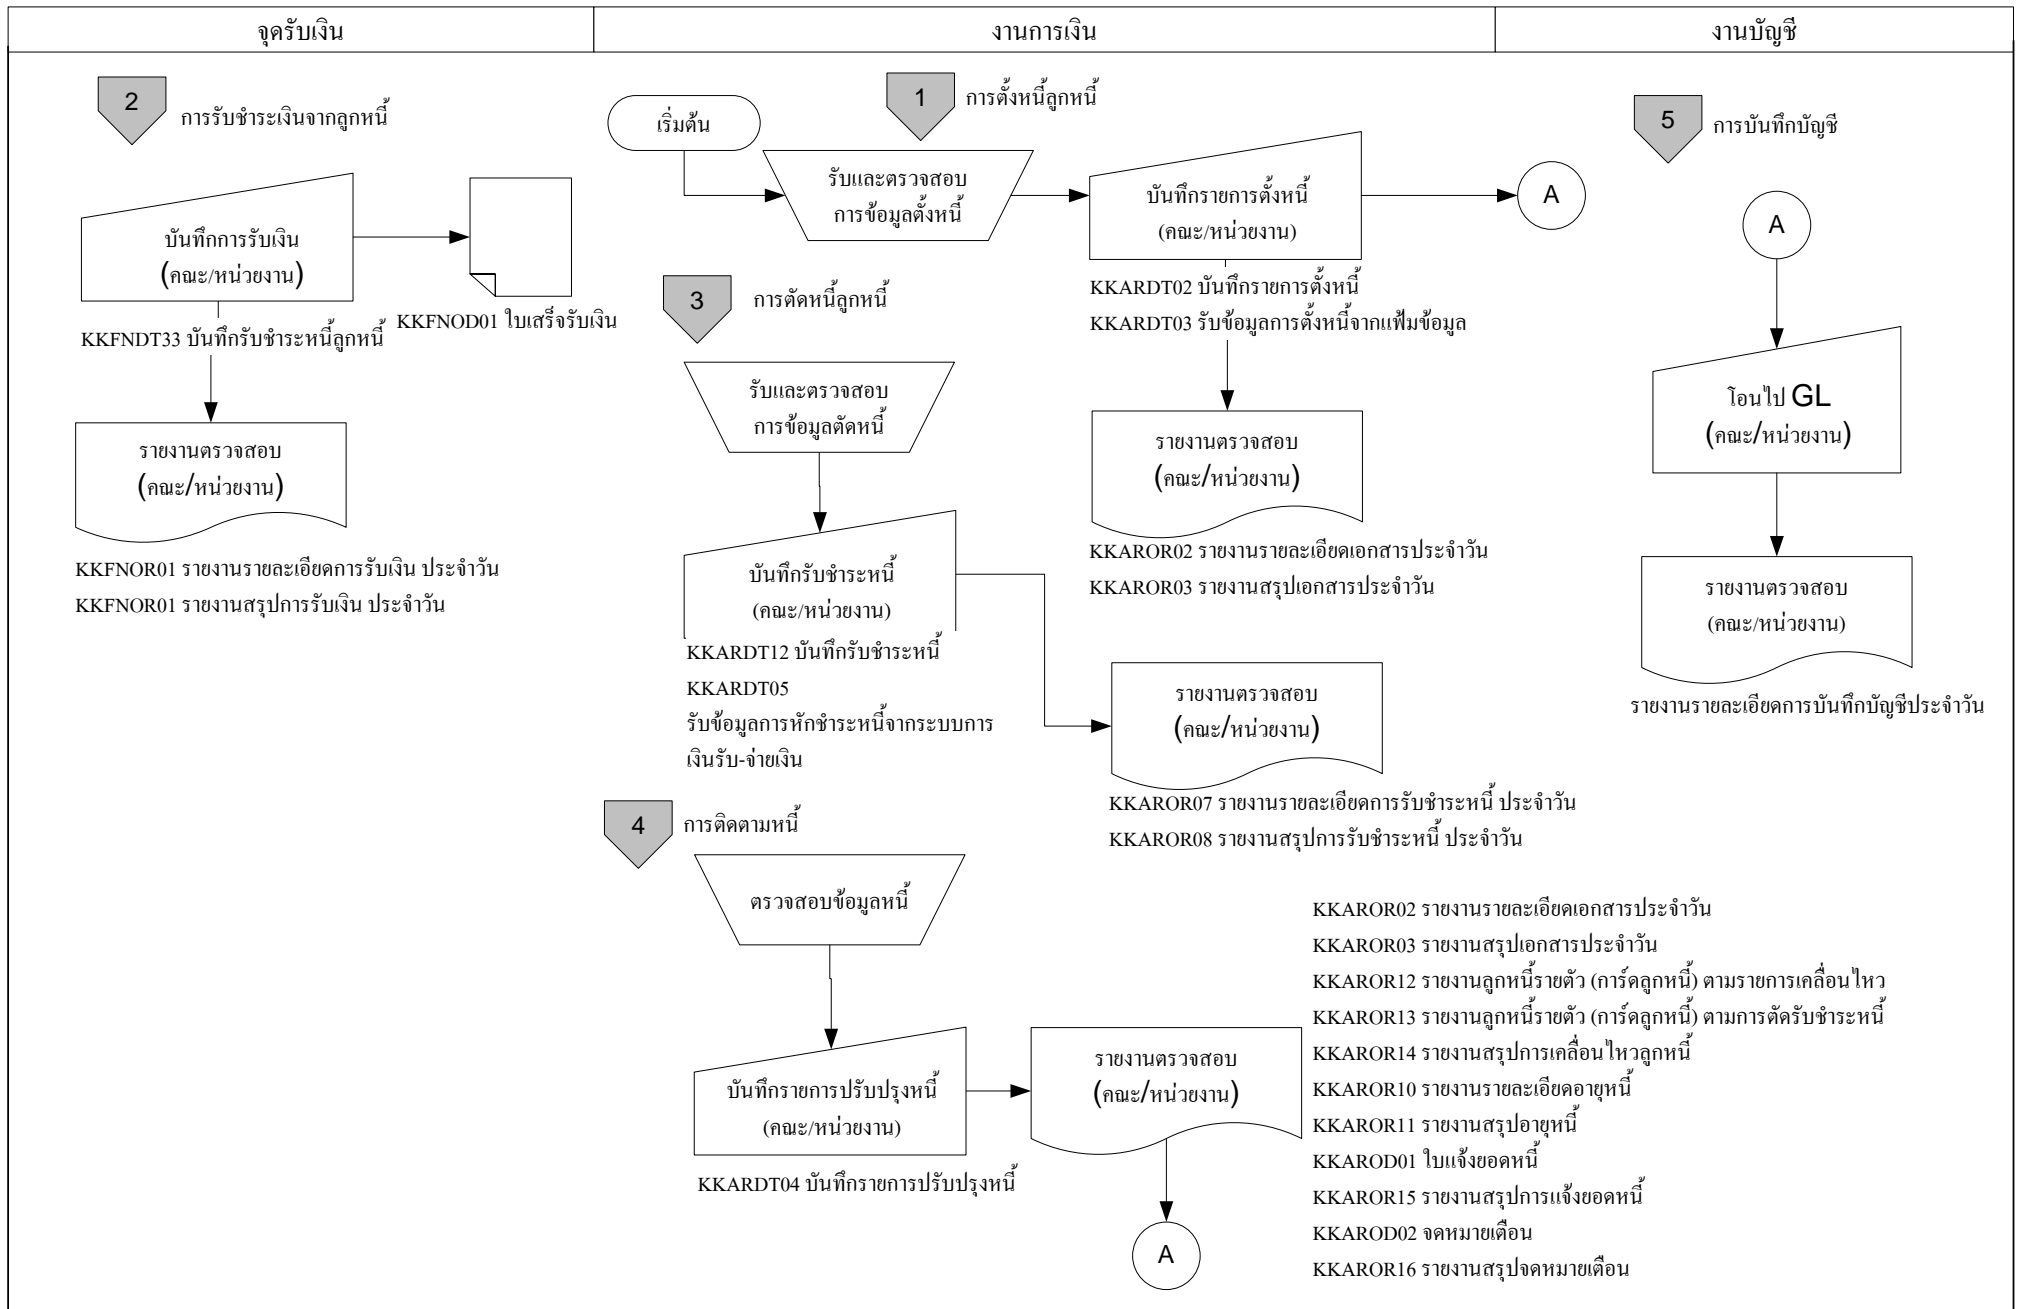 จุดรับเงิน
งานการเงิน
งานบัญชี
2
การรับชำระเงินจากลูกหนี้
บันทึกการรับเงิน
(คณะ/หน่วยงาน)
KKFNOD01 ใบเสร็จรับเงิน
KKFNDT33 บันทึกรับชำระหนี้ลูกหนี้
รายงานตรวจสอบ
(คณะ/หน่วยงาน)
KKFNOR01 รายงานรายละเอียดการรับเงิน ประจำวัน
KKFNOR01 รายงานสรุปการรับเงิน ประจำวัน
1
การตั้งหนี้ลูกหนี้
เริ่มต้น
รับและตรวจสอบ
การข้อมูลตั้งหนี้
บันทึกรายการตั้งหนี้
(คณะ/หน่วยงาน)
A
KKARDT02 บันทึกรายการตั้งหนี้
KKARDT03 รับข้อมูลการตั้งหนี้จากแฟ้มข้อมูล
รายงานตรวจสอบ
(คณะ/หน่วยงาน)
KKAROR02 รายงานรายละเอียดเอกสารประจำวัน
KKAROR03 รายงานสรุปเอกสารประจำวัน
3
การตัดหนี้ลูกหนี้
รับและตรวจสอบ
การข้อมูลตัดหนี้
บันทึกรับชำระหนี้
(คณะ/หน่วยงาน)
KKARDT12 บันทึกรับชำระหนี้
KKARDT05
รับข้อมูลการหักชำระหนี้จากระบบการ
เงินรับ-จ่ายเงิน
รายงานตรวจสอบ
(คณะ/หน่วยงาน)
KKAROR07 รายงานรายละเอียดการรับชำระหนี้ ประจำวัน
KKAROR08 รายงานสรุปการรับชำระหนี้ ประจำวัน
4
การติดตามหนี้
ตรวจสอบข้อมูลหนี้
บันทึกรายการปรับปรุงหนี้
(คณะ/หน่วยงาน)
KKARDT04 บันทึกรายการปรับปรุงหนี้
รายงานตรวจสอบ
(คณะ/หน่วยงาน)
A
KKAROR02 รายงานรายละเอียดเอกสารประจำวัน
KKAROR03 รายงานสรุปเอกสารประจำวัน
KKAROR12 รายงานลูกหนี้รายตัว (การ์ดลูกหนี้) ตามรายการเคลื่อนไหว
KKAROR13 รายงานลูกหนี้รายตัว (การ์ดลูกหนี้) ตามการตัดรับชำระหนี้
KKAROR14 รายงานสรุปการเคลื่อนไหวลูกหนี้
KKAROR10 รายงานรายละเอียดอายุหนี้
KKAROR11 รายงานสรุปอายุหนี้
KKAROD01 ใบแจ้งยอดหนี้
KKAROR15 รายงานสรุปการแจ้งยอดหนี้
KKAROD02 จดหมายเตือน
KKAROR16 รายงานสรุปจดหมายเตือน
5
การบันทึกบัญชี
A
โอนไป GL
(คณะ/หน่วยงาน)
รายงานตรวจสอบ
(คณะ/หน่วยงาน)
รายงานรายละเอียดการบันทึกบัญชีประจำวัน